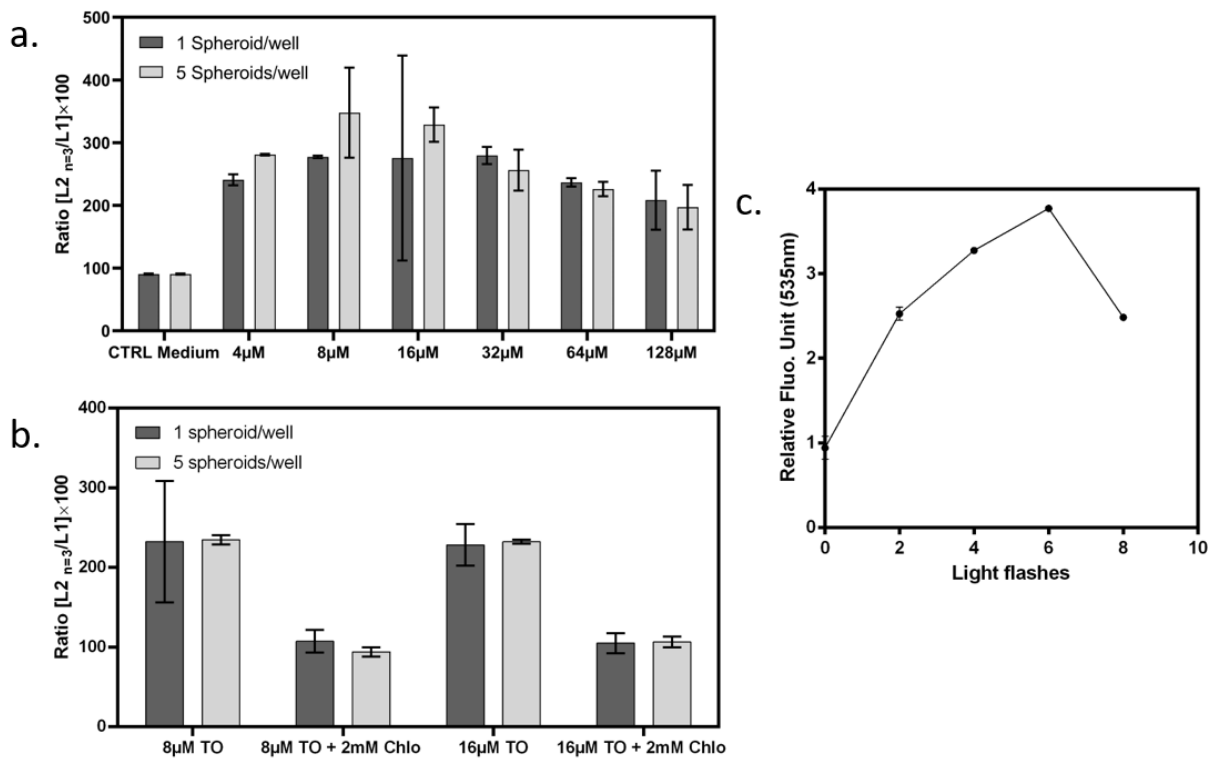 a.
500
400
300
200
100
0
Ratio [L2 n=3/L1]×100
1 Spheroid/well
5 Spheroids/well
CTRL Medium 4µM 8µM 16µM 32µM 64µM 128µM
b.
400
300
200
100
0
Ratio [L2 n=3/L1]×100
1 spheroid/well
5 spheroids/well
8µM TO 8µM TO + 2mM Chlo 16µM TO 16µM TO + 2mM Chlo
c.
4
3
2
1
0
Relative Fluo. Unit (535nm)
0 2 4 6 8 10
Light flashes